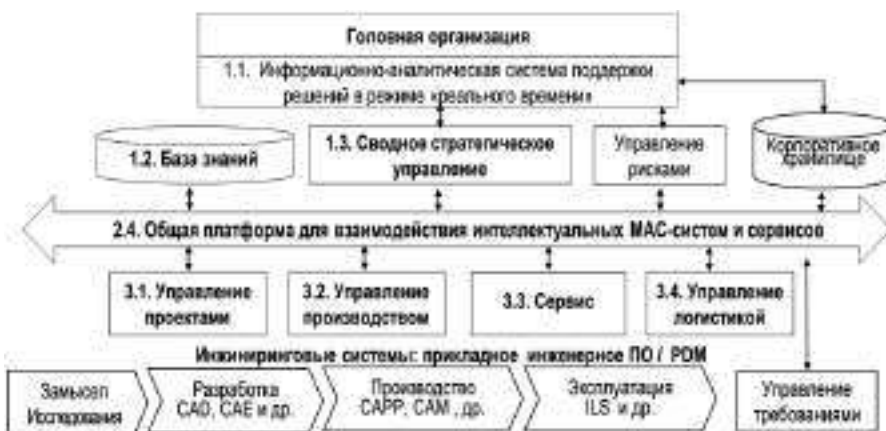 Головная организация
1.1. Информационно-аналитическая система поддержки
решений в режиме «реального времени»
1.2. База знаний
1.3. Сводное стратегическое
управление
Управление
рисками
Корпоративное
хранилище
2.4. Общая платформа для взаимодействия интеллектуальных МАС-систем и сервисов
3.1. Управление
проектами
3.2. Управление
производством
3.3. Сервис
3.4. Управление
логистикой
Инжиниринговые системы: прикладное инженерное ПО / PDM
Замысел
Исследования
Разработка
CAD, CAE и др.
Производство
CAPP, CAM , др.
Эксплуатация
ILS и др.
Управление
требованиями